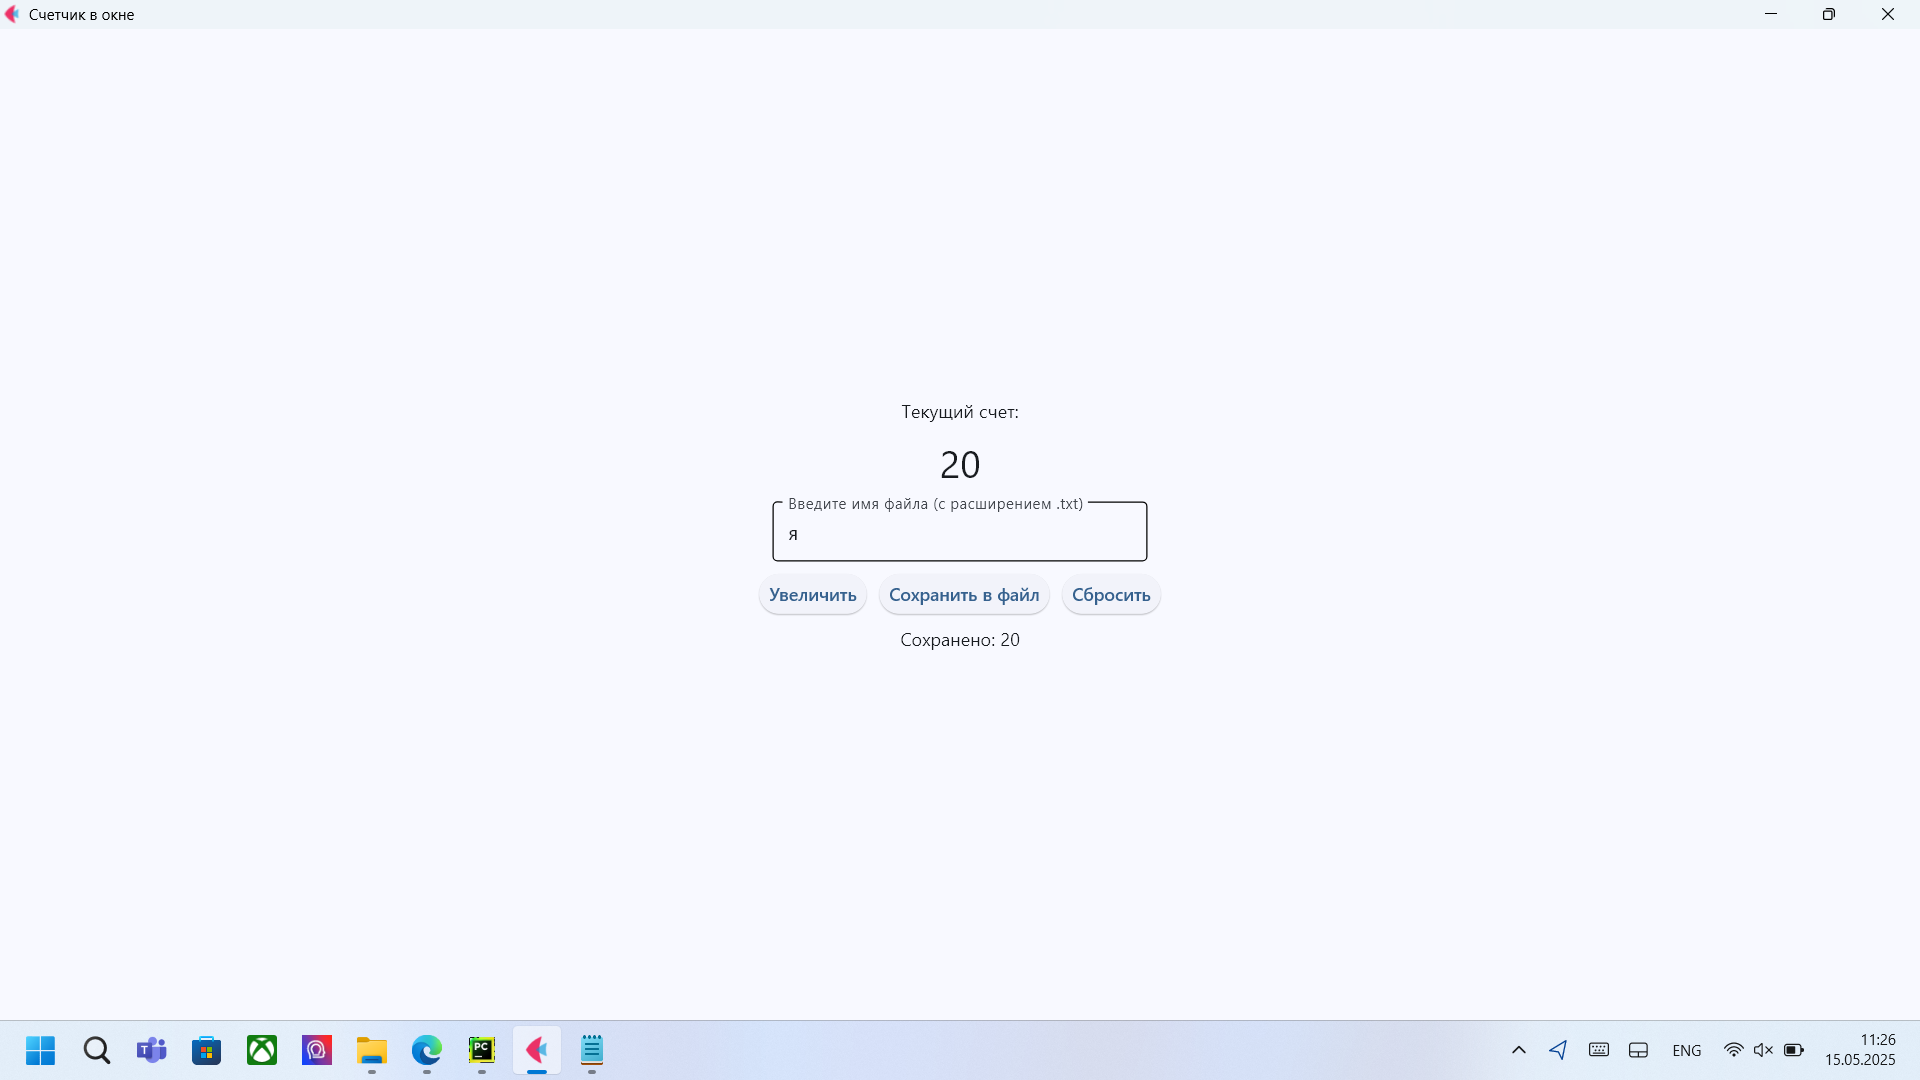 Счетчик в окне
Текущий счет:
20
Введите имя файла (с расширением .txt)
я
Увеличить Сохранить в файл Сбросить
Сохранено: 20
T
PC
ENG
11:26
15.05.2025